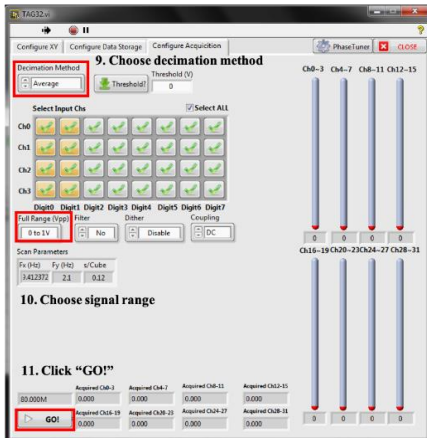 TAG32.vi
Configure XY Configure Data Storage Configure Acquicition PhaseTuner CLOSE
9. Choose decimation method
Decimation Method
Average
Threshold?
Threshold (V)
0
Select Input Chs Select ALL
Ch0
Ch1
Ch2
Ch3
Digit0 Digit1 Digit2 Digit3 Digit4 Digit5 Digit6 Digit7
Full Range (Vpp) Filter Dither Coupling
0 to 1V No Disable DC
Scan Parameters
Fx (Hz) Fy (Hz) s/Cube
3.412372 2.1 0.12
10. Choose signal range
Ch0-3 Ch4-7 Ch8-11 Ch12-15
0 0 0 0
Ch16-19 Ch20-23 Ch24-27 Ch28-31
0 0 0 0
11. Click “GO!”
Acquired Ch0-3 Acquired Ch4-7 Acquired Ch8-11 Acquired Ch12-15
80.000M 0.000 0.000 0.000 0.000
Acquired Ch16-19 Acquired Ch20-23 Acquired Ch24-27 Acquired Ch28-31
GO! 0.000 0.000 0.000 0.000